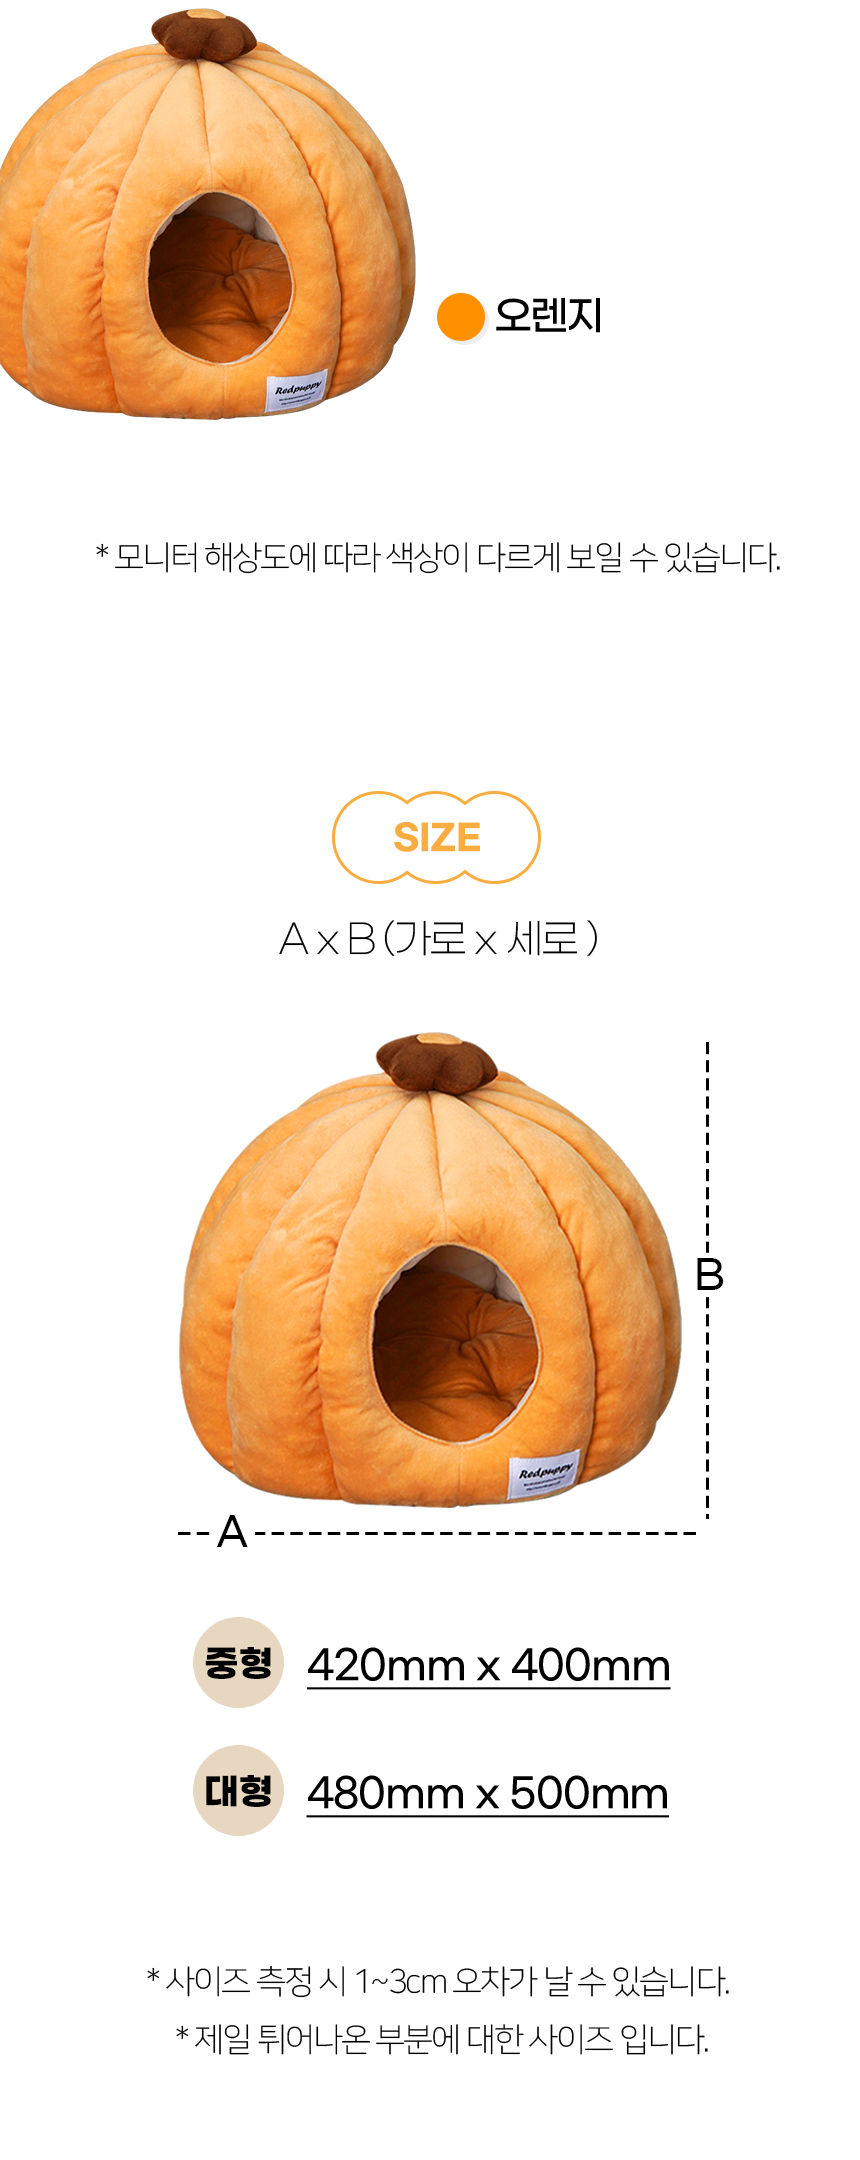 Redpuppy
오렌지
* 모니터 해상도에 따라 색상이 다르게 보일 수 있습니다.
SIZE
A x B (가로 x 세로 )
B
Redpuppy
A
중형 420mm x 400mm
대형 480mm x 500mm
* 사이즈 측정 시 1~3cm 오차가 날 수 있습니다.
* 제일 튀어나온 부분에 대한 사이즈 입니다.